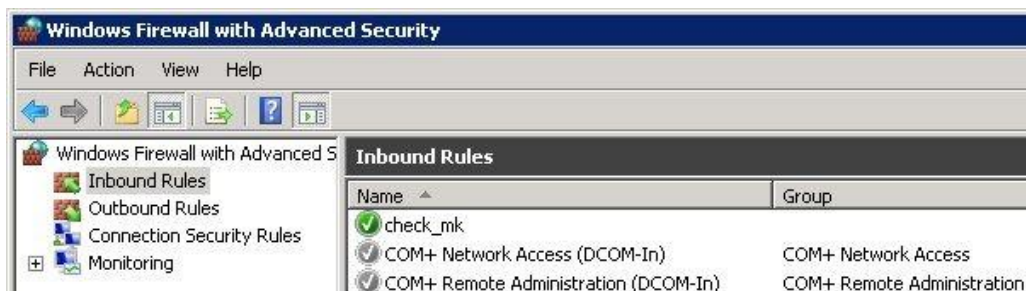 Windows Firewall with Advanced Security
File Action View Help
Windows Firewall with Advanced S
Inbound Rules
Outbound Rules
Connection Security Rules
Monitoring
Inbound Rules
Name Group
check_mk
COM+ Network Access (DCOM-In) COM+ Network Access
COM+ Remote Administration (DCOM-In) COM+ Remote Administration